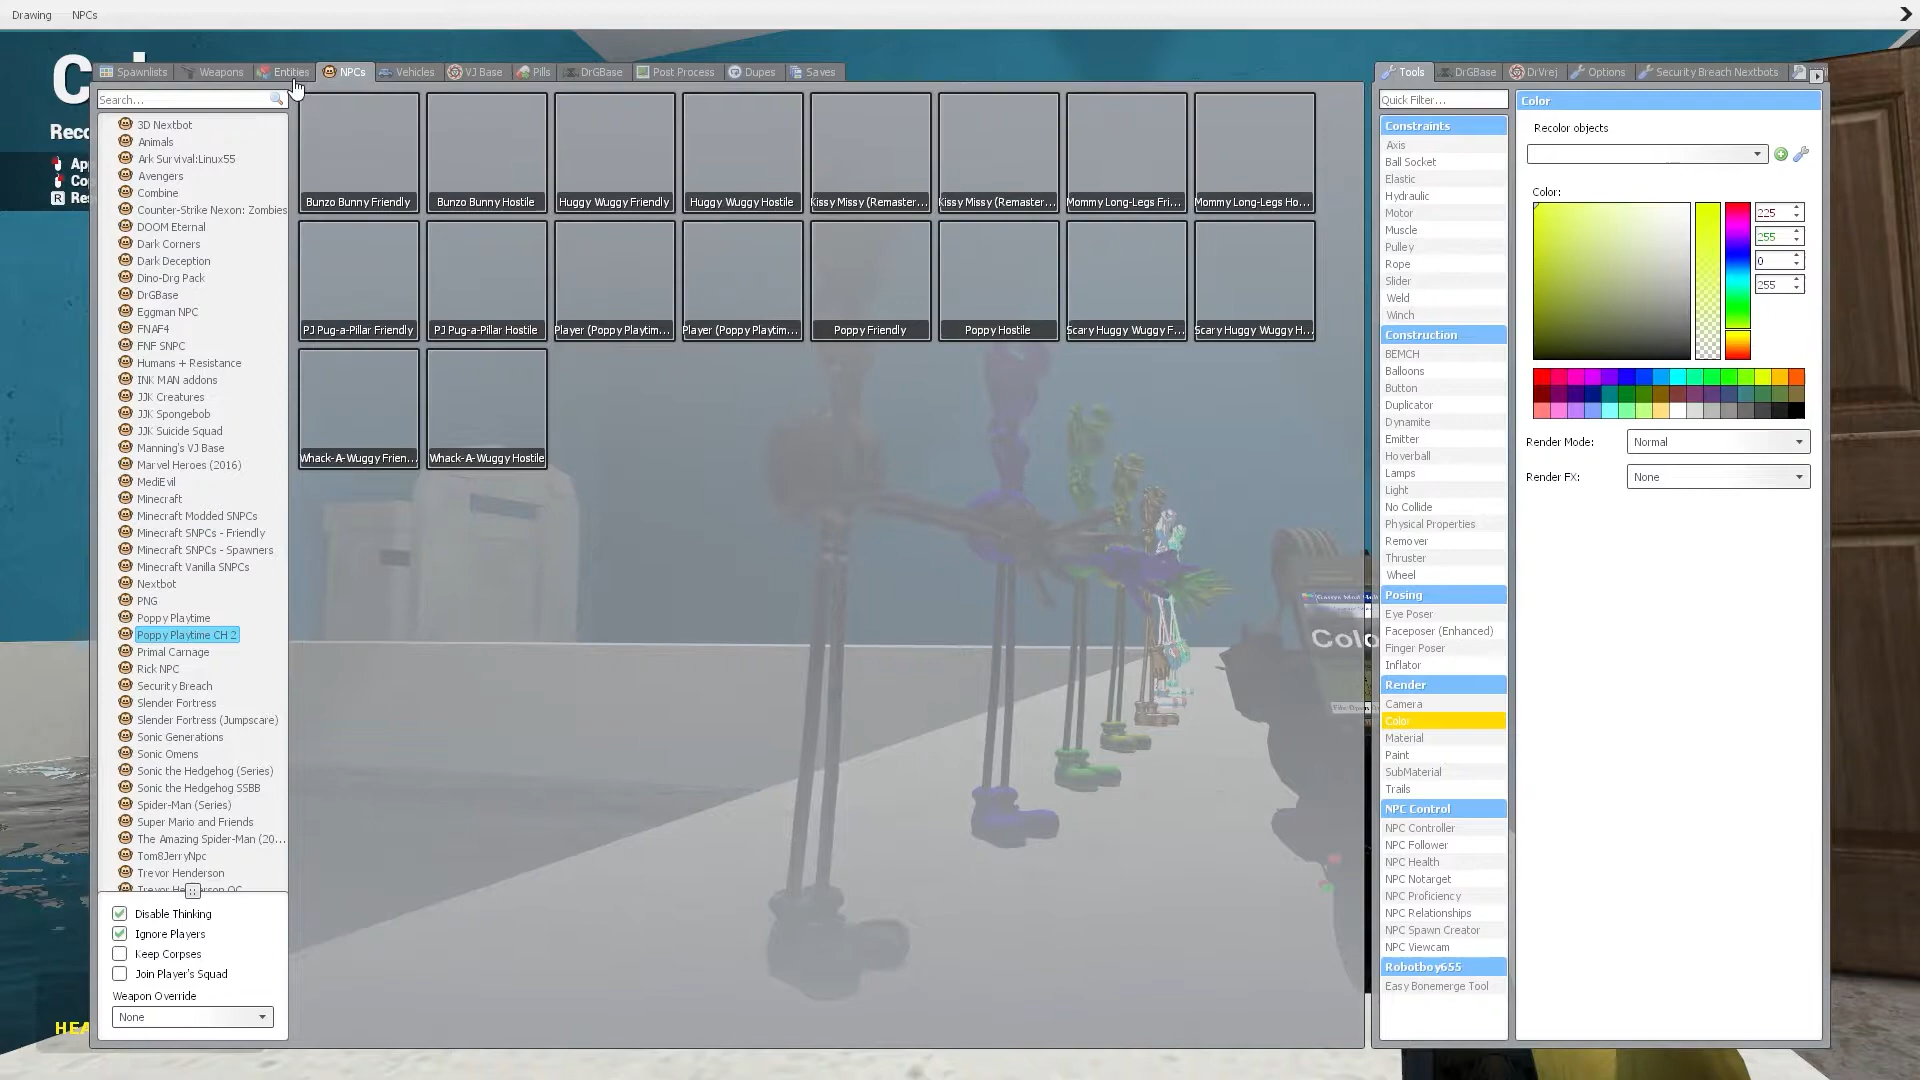 Drawing NPCs
Spawnlists Weapons Entities NPCs Vehicles VJ Base Pills DrGBase Post Process Dupes Saves
Search...
3D Nextbot
Animals
Ark Survival:Linux55
Avengers
Combine
Counter-Strike Nexon: Zombies
DOOM Eternal
Dark Corners
Dark Deception
Dino-Drg Pack
DrGBase
Eggman NPC
FNAF4
FNF SNPC
Humans + Resistance
INK MAN addons
JJK Creatures
JJK Spongebob
JJK Suicide Squad
Manning's VJ Base
Marvel Heroes (2016)
MediEvil
Minecraft
Minecraft Modded SNPCs
Minecraft SNPCs - Friendly
Minecraft SNPCs - Spawners
Minecraft Vanilla SNPCs
Nextbot
PNG
Poppy Playtime
Poppy Playtime CH 2
Primal Carnage
Rick NPC
Security Breach
Slender Fortress
Slender Fortress (Jumpscare)
Sonic Generations
Sonic Omens
Sonic the Hedgehog (Series)
Sonic the Hedgehog SSBB
Spider-Man (Series)
Super Mario and Friends
The Amazing Spider-Man (20...
Tom8JerryNpc
Trevor Henderson
Disable Thinking
Ignore Players
Keep Corpses
Join Player's Squad
Weapon Override
None
Bunzo Bunny Friendly Bunzo Bunny Hostile Huggy Wuggy Friendly Huggy Wuggy Hostile Kissy Missy (Remaster... Kissy Missy (Remaster... Mommy Long-Legs Fri... Mommy Long-Legs Ho...
PJ Pug-a-Pillar Friendly PJ Pug-a-Pillar Hostile Player (Poppy Playtim... Player (Poppy Playtim... Poppy Friendly Poppy Hostile Scary Huggy Wuggy F... Scary Huggy Wuggy H...
Whack-A-Wuggy Frien... Whack-A-Wuggy Hostile
Tools DrGBase DrVrej Options Security Breach Nextbots
Quick Filter...
Constraints
Axis
Ball Socket
Elastic
Hydraulic
Motor
Muscle
Pulley
Rope
Slider
Weld
Winch
Construction
BEMCH
Balloons
Button
Duplicator
Dynamite
Emitter
Hoverball
Lamps
Light
No Collide
Physical Properties
Remover
Thruster
Wheel
Posing
Eye Poser
Faceposer (Enhanced)
Finger Poser
Inflator
Render
Camera
Color
Material
Paint
SubMaterial
Trails
NPC Control
NPC Controller
NPC Follower
NPC Health
NPC Notarget
NPC Proficiency
NPC Relationships
NPC Spawn Creator
NPC Viewcam
Robotboy655
Easy Bonemerge Tool
Color
Recolor objects
Color:
225
255
0
255
Render Mode: Normal
Render FX: None
R